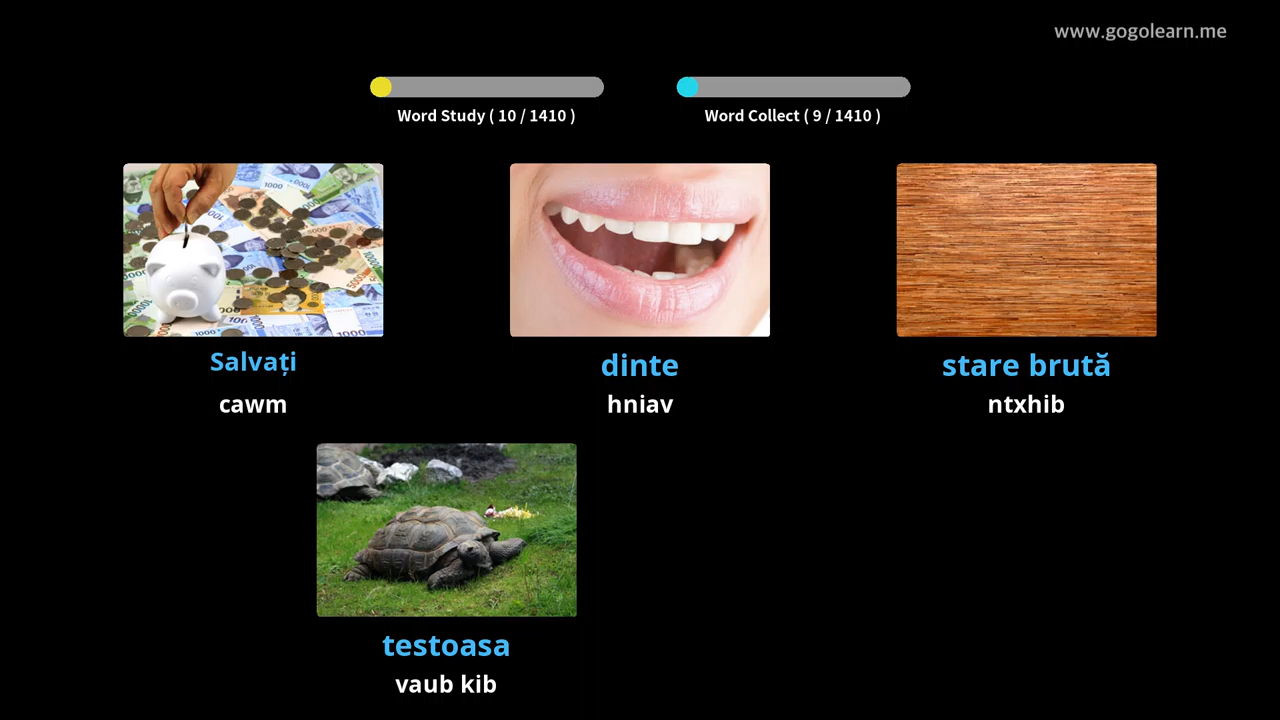 www.gogolearn.me
Word Study ( 10 / 1410 )
Word Collect ( 9 / 1410 )
Salvați
cawm
dinte
hniav
stare brută
ntxhib
testoasa
vaub kib